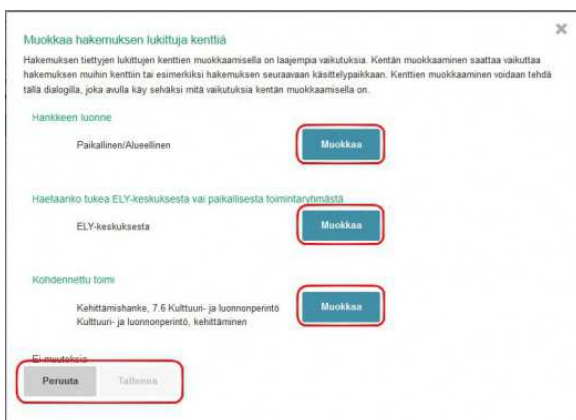 Muokkaa hakemuksen lukittuja kenttiä
Hakemuksen tiettyjen lukittujen kenttien muokkaamisella on laajempia vaikutuksia. Kentän muokkaaminen saattaa vaikuttaa
hakemuksen muihin kenttiin tai esimerkiksi hakemuksen seuraavaan käsittelypaikkaan. Kenttien muokkaaminen voidaan tehdä
tällä dialogilla, joka avulla käy selväksi mitä vaikutuksia kentän muokkaamisella on.
Hankkeen luonne
Paikallinen/Alueellinen
Muokkaa
Haetaanko tukea ELY-keskuksesta vai paikallisesta toimintaryhmästä
ELY-keskuksesta
Muokkaa
Kohdennettu toimi
Kehittämishanke, 7.6 Kulttuuri- ja luonnonperintö
Kulttuuri- ja luonnonperintö, kehittäminen
Muokkaa
Ei muutoksia
Peruuta
Tallenna